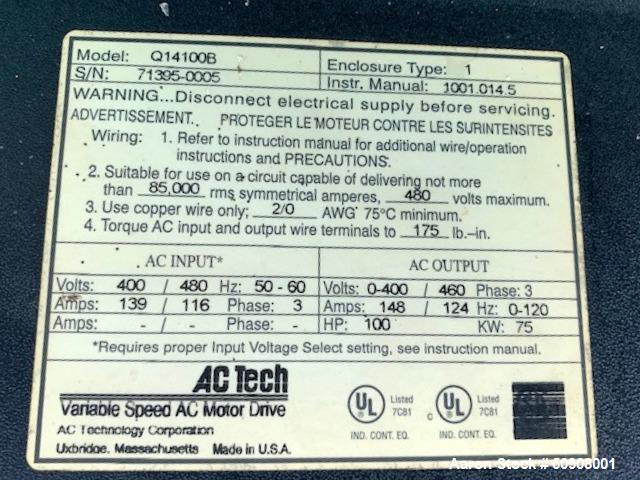 Model: Q14100B Enclosure Type: 1
S/N: 71395-0005 Instr. Manual: 1001.014.5
WARNING...Disconnect electrical supply before servicing.
ADVERTISSEMENT. PROTEGER LE MOTEUR CONTRE LES SURINTENSITES
Wiring: 1. Refer to instruction manual for additional wire/operation
instructions and PRECAUTIONS.
2. Suitable for use on a circuit capable of delivering not more
than 85,000 rms symmetrical amperes, 480 volts maximum.
3. Use copper wire only; 2/0 AWG 75°C minimum.
4. Torque AC input and output wire terminals to 175 lb.-in.
AC INPUT* AC OUTPUT
Volts: 400 / 480 Hz: 50 - 60 Volts: 0-400 / 460 Phase: 3
Amps: 139 / 116 Phase: 3 Amps: 148 / 124 Hz: 0-120
Amps: - / - Phase: - HP: 100 KW: 75
*Requires proper Input Voltage Select setting, see instruction manual.
AC Tech
Variable Speed AC Motor Drive
AC Technology Corporation
Uxbridge, Massachusetts Made in U.S.A.
UL Listed 7C81 IND. CONT. EQ.
C UL Listed 7C81 IND. CONT. EQ.
Aaron Stock # 50908001